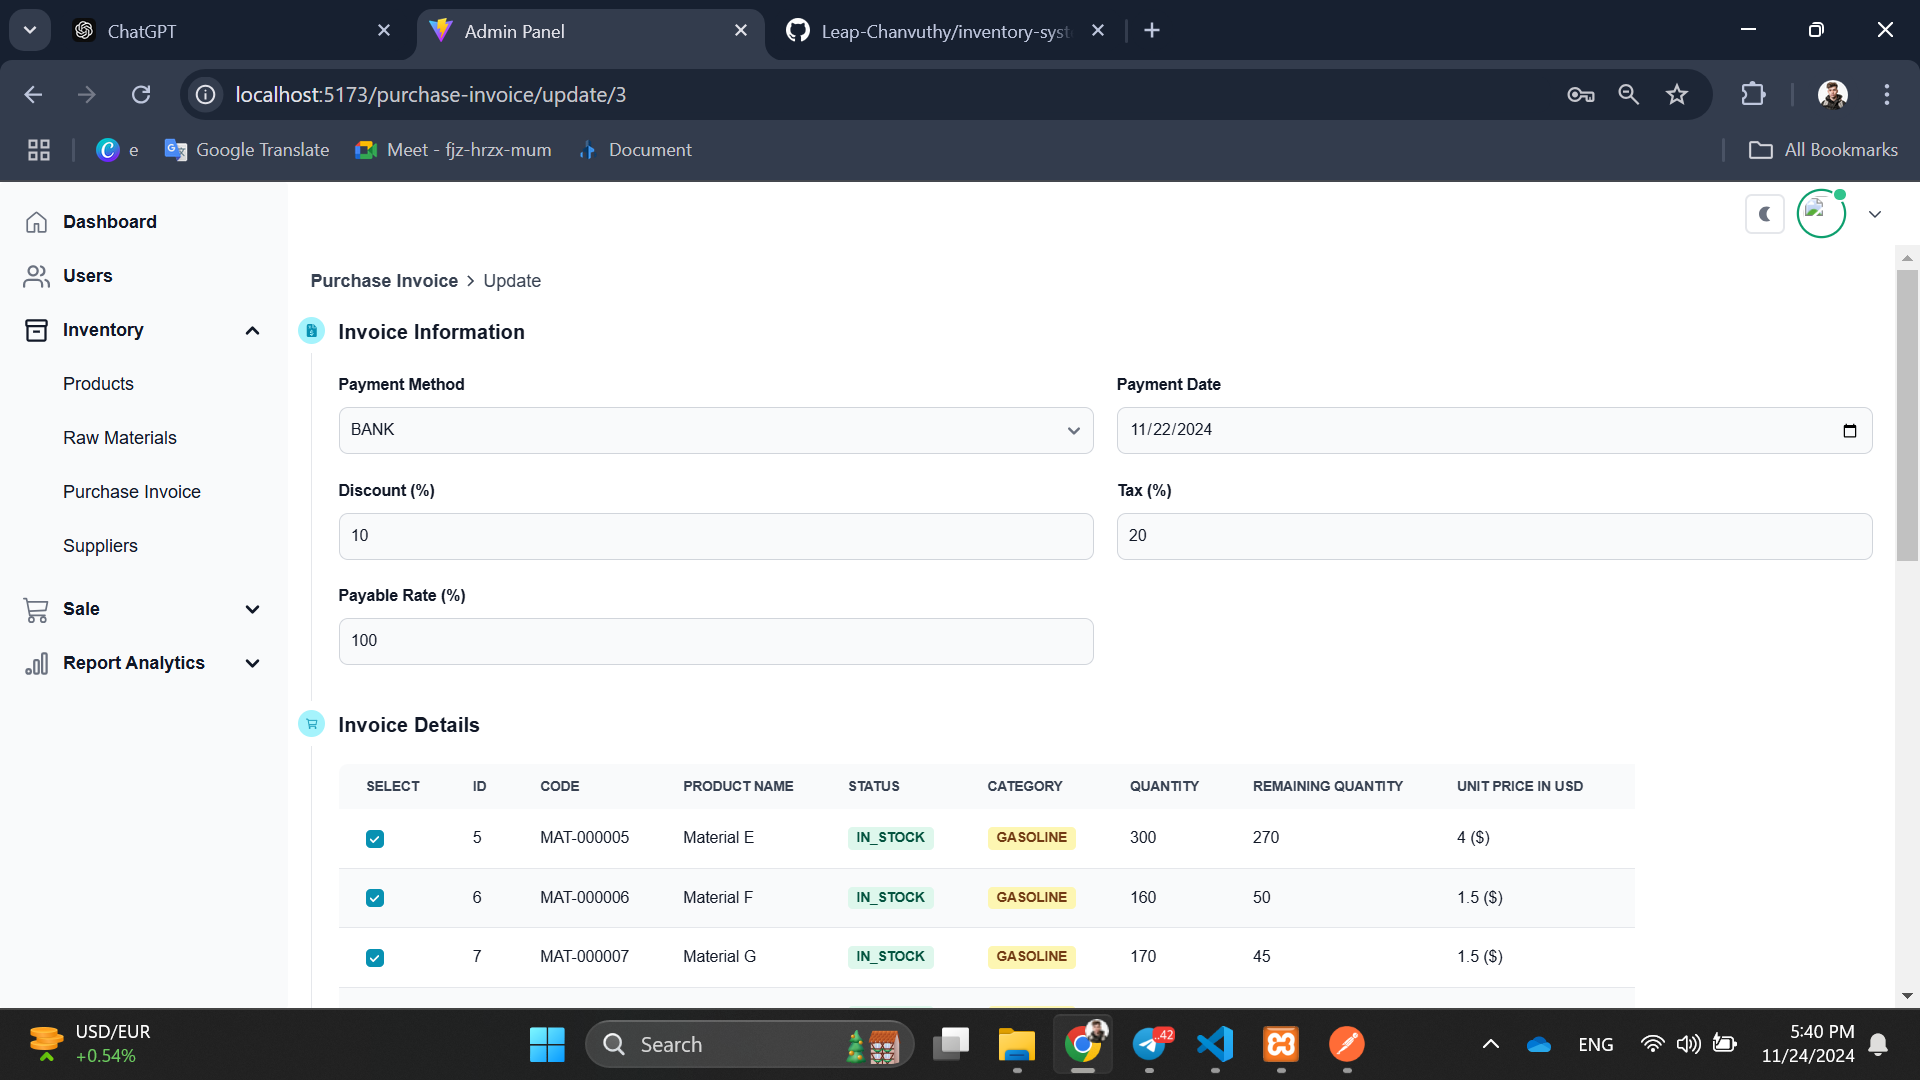 ChatGPT
Admin Panel
Leap-Chanvuthy/inventory-syst
localhost:5173/purchase-invoice/update/3
e
Google Translate
Meet - fjz-hrzx-mum
Document
All Bookmarks
Dashboard
Users
Inventory
Products
Raw Materials
Purchase Invoice
Suppliers
Sale
Report Analytics
Purchase Invoice > Update
Invoice Information
Payment Method
Payment Date
BANK
11/22/2024
Discount (%)
Tax (%)
10
20
Payable Rate (%)
100
Invoice Details
SELECT ID CODE PRODUCT NAME STATUS CATEGORY QUANTITY REMAINING QUANTITY UNIT PRICE IN USD
5 MAT-000005 Material E IN_STOCK GASOLINE 300 270 4 ($)
6 MAT-000006 Material F IN_STOCK GASOLINE 160 50 1.5 ($)
7 MAT-000007 Material G IN_STOCK GASOLINE 170 45 1.5 ($)
USD/EUR
+0.54%
Search
..42
ENG
5:40 PM
11/24/2024